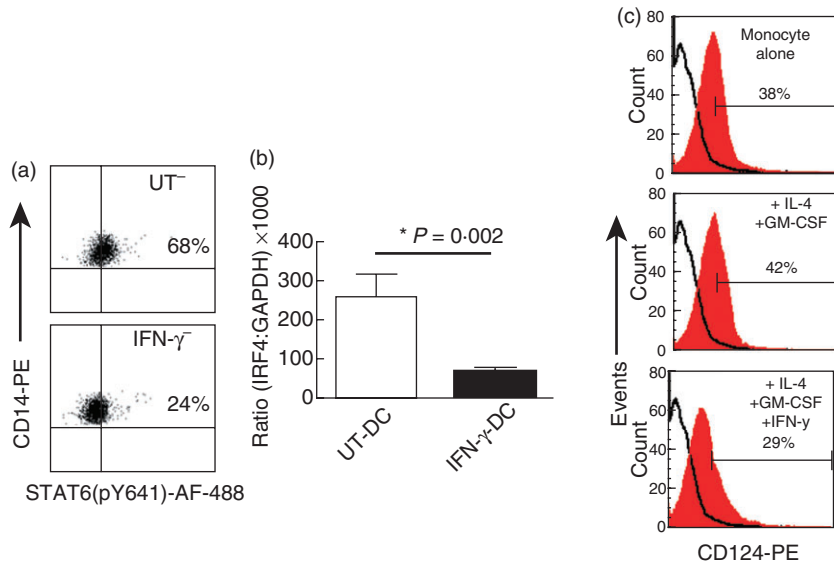 (a)
UT⁻
68%
IFN-γ⁻
24%
CD14-PE
STAT6(pY641)-AF-488
(b)
* P = 0·002
400
300
200
100
0
Ratio (IRF4:GAPDH) ×1000
UT-DC
IFN-γ-DC
(c)
80
60
40
20
0
Count
Monocyte
alone
38%
80
60
40
20
0
Count
+ IL-4
+GM-CSF
42%
80
60
40
20
0
Count
+ IL-4
+GM-CSF
+IFN-y
29%
Events
CD124-PE